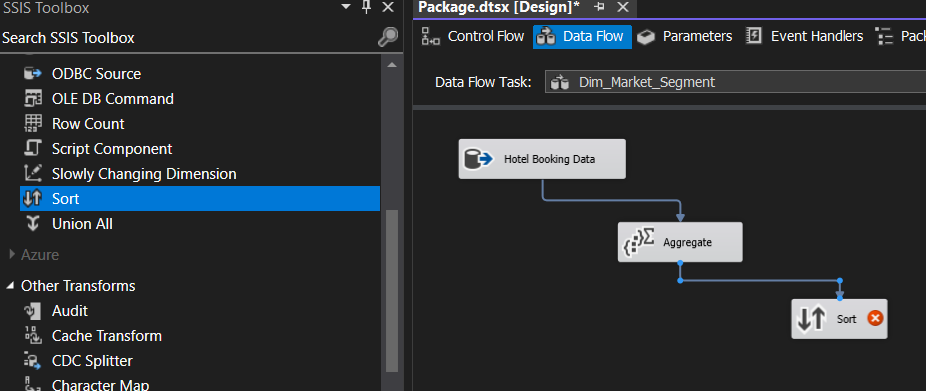 SSIS Toolbox
Search SSIS Toolbox
ODBC Source
OLE DB Command
Row Count
Script Component
Slowly Changing Dimension
Sort
Union All
Azure
Other Transforms
Audit
Cache Transform
CDC Splitter
Character Map
Package.dtsx [Design]*
Control Flow Data Flow Parameters Event Handlers Pac
Data Flow Task: Dim_Market_Segment
Hotel Booking Data
Aggregate
Sort